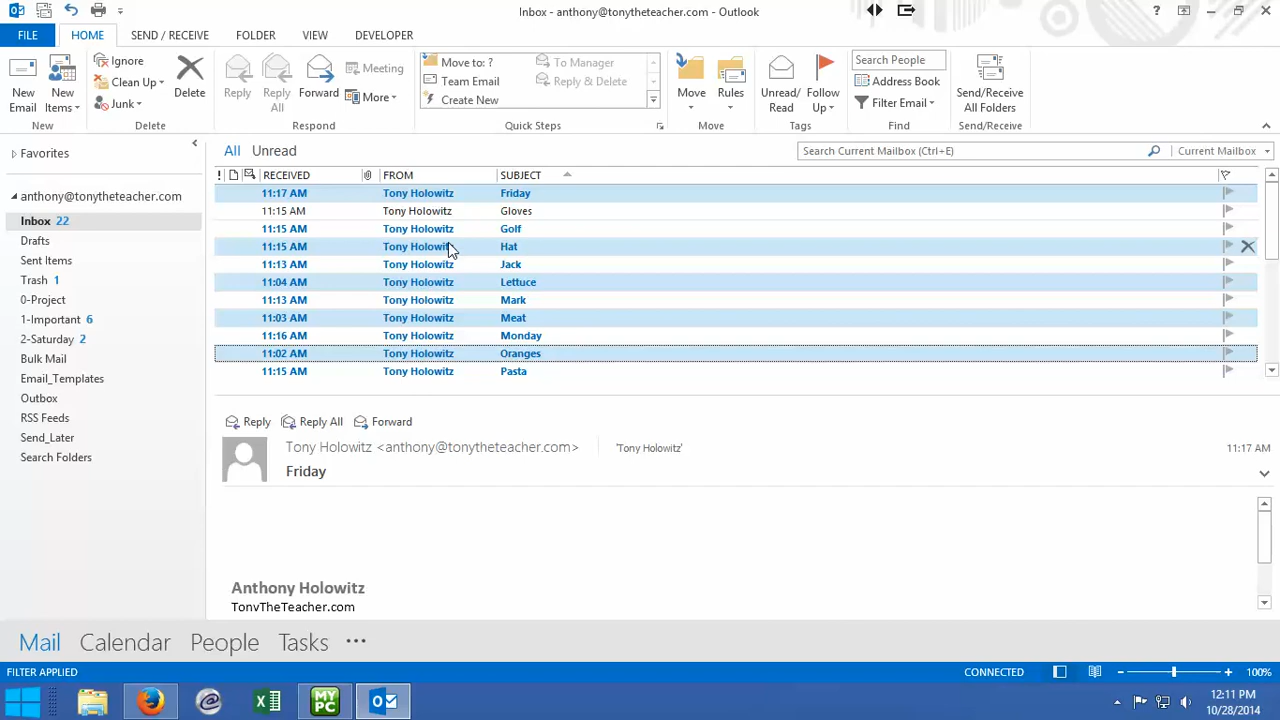 Inbox - anthony@tonytheteacher.com - Outlook
?
FILE HOME SEND / RECEIVE FOLDER VIEW DEVELOPER
New Email
New Items
New
Ignore
Clean Up
Junk
Delete
Delete
Reply
Reply All
Forward
Meeting
More
Respond
Move to: ?
Team Email
Create New
To Manager
Reply & Delete
Quick Steps
Move
Rules
Move
Unread/ Read
Follow Up
Tags
Search People
Address Book
Filter Email
Find
Send/Receive All Folders
Send/Receive
Favorites
anthony@tonytheteacher.com
Inbox 22
Drafts
Sent Items
Trash 1
0-Project
1-Important 6
2-Saturday 2
Bulk Mail
Email_Templates
Outbox
RSS Feeds
Send_Later
Search Folders
All Unread
Search Current Mailbox (Ctrl+E)
Current Mailbox
! RECEIVED FROM SUBJECT
11:17 AM Tony Holowitz Friday
11:15 AM Tony Holowitz Gloves
11:15 AM Tony Holowitz Golf
11:15 AM Tony Holowitz Hat
11:13 AM Tony Holowitz Jack
11:04 AM Tony Holowitz Lettuce
11:13 AM Tony Holowitz Mark
11:03 AM Tony Holowitz Meat
11:16 AM Tony Holowitz Monday
11:02 AM Tony Holowitz Oranges
11:15 AM Tony Holowitz Pasta
Reply Reply All Forward
Tony Holowitz <anthony@tonytheteacher.com> 'Tony Holowitz' 11:17 AM
Friday
Anthony Holowitz
TonyTheTeacher.com
Mail Calendar People Tasks •••
FILTER APPLIED
CONNECTED
100%
MY PC
12:11 PM
10/28/2014